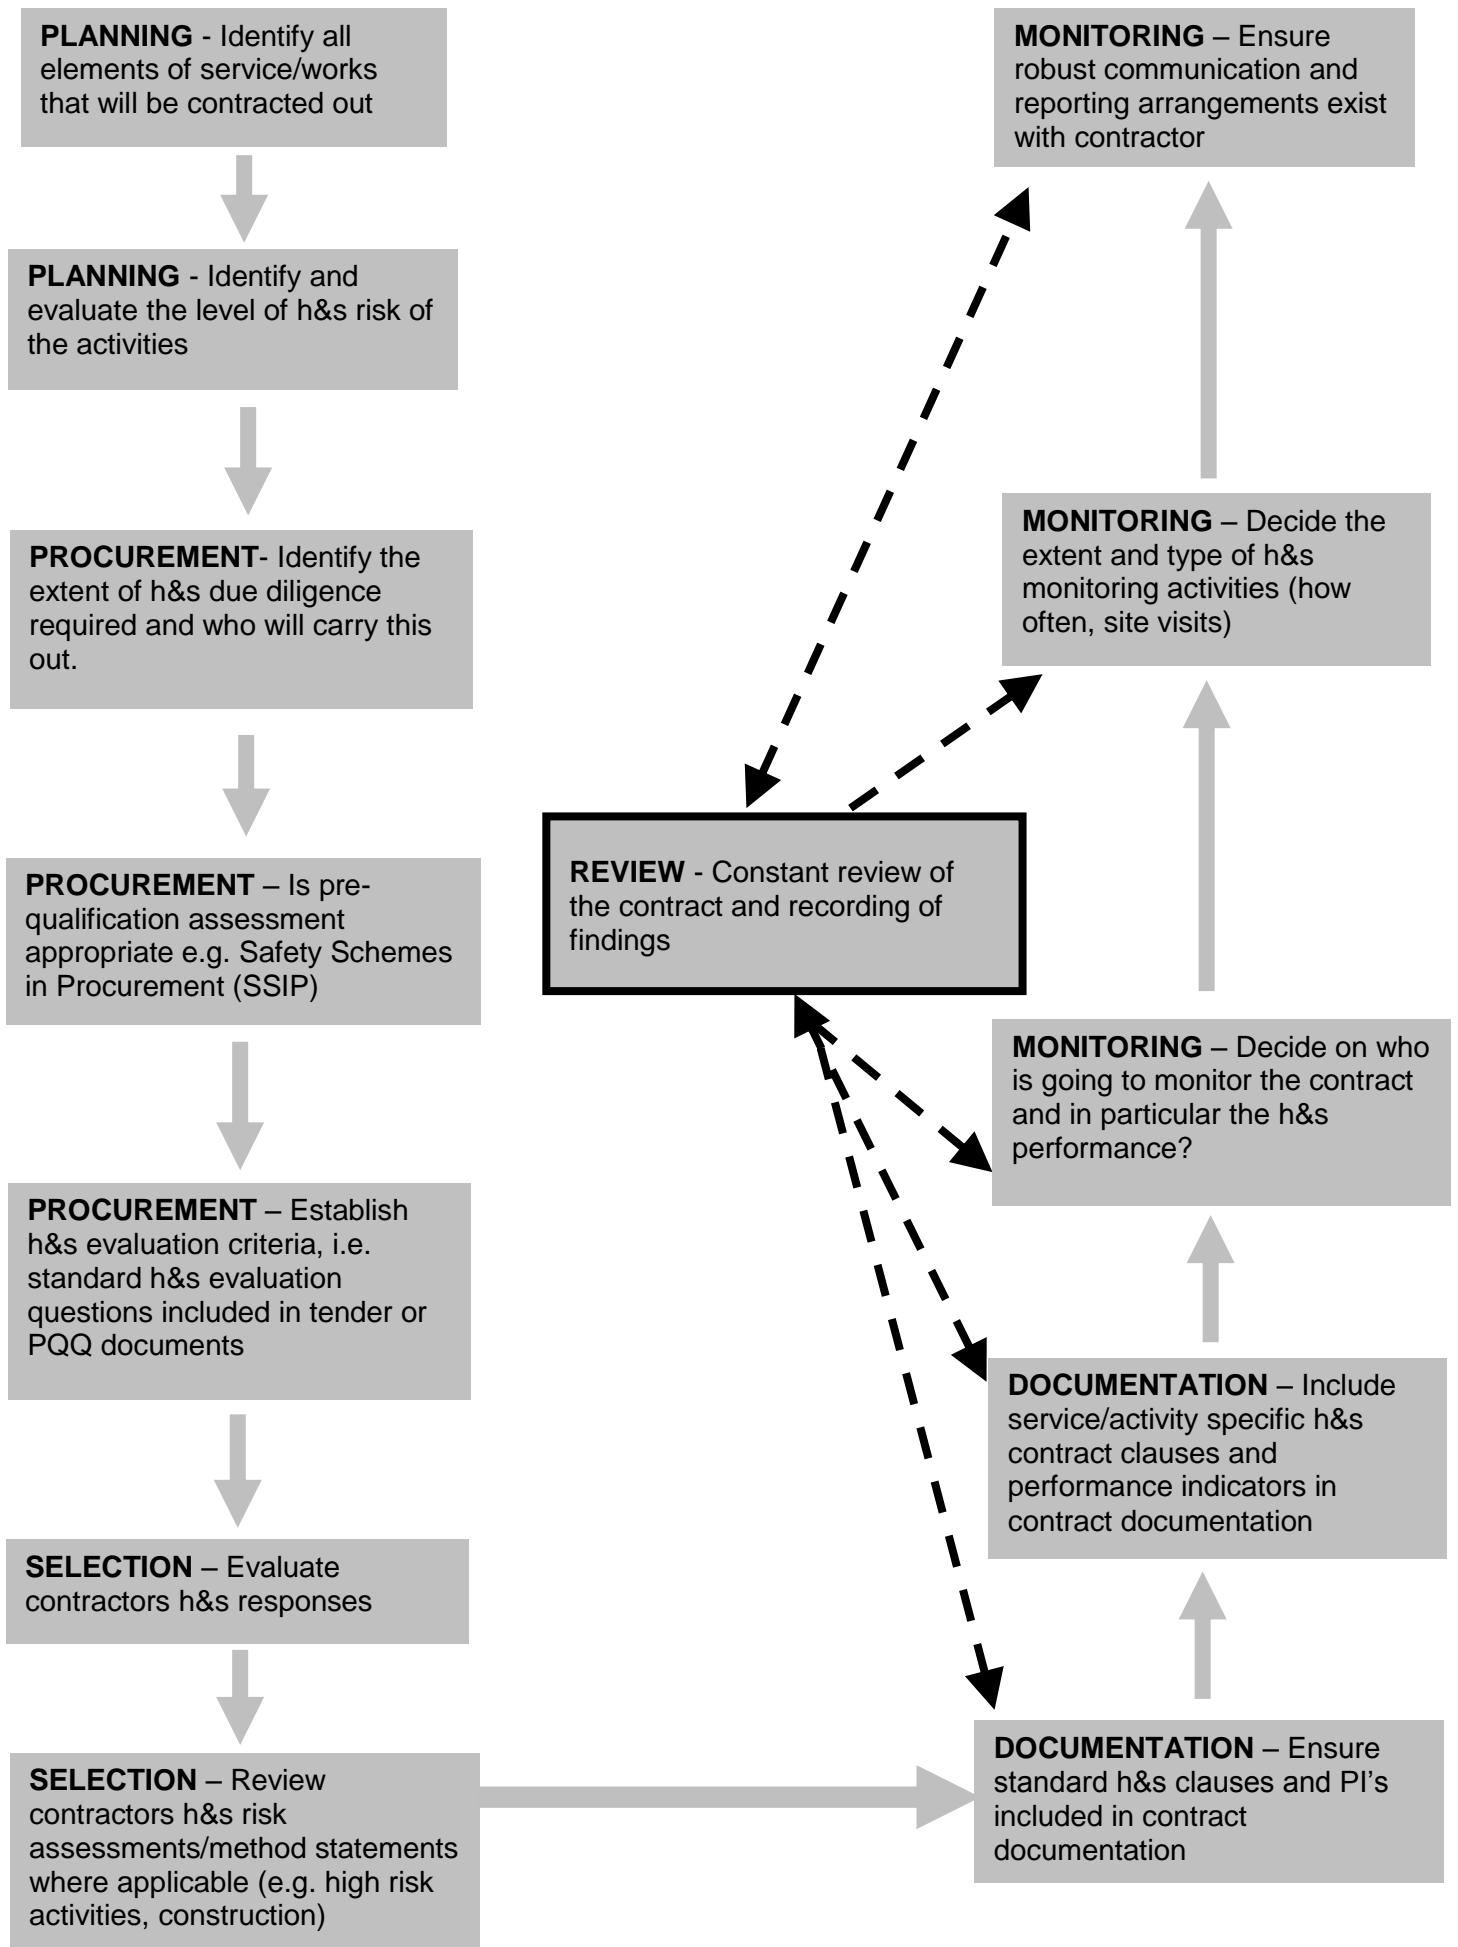 PLANNING - Identify all
elements of service/works
that will be contracted out
PLANNING - Identify and
evaluate the level of h&s risk of
the activities
PROCUREMENT- Identify the
extent of h&s due diligence
required and who will carry this
out.
PROCUREMENT – Is pre-
qualification assessment
appropriate e.g. Safety Schemes
in Procurement (SSIP)
PROCUREMENT – Establish
h&s evaluation criteria, i.e.
standard h&s evaluation
questions included in tender or
PQQ documents
SELECTION – Evaluate
contractors h&s responses
SELECTION – Review
contractors h&s risk
assessments/method statements
where applicable (e.g. high risk
activities, construction)
DOCUMENTATION – Ensure
standard h&s clauses and PI’s
included in contract
documentation
DOCUMENTATION – Include
service/activity specific h&s
contract clauses and
performance indicators in
contract documentation
MONITORING – Decide on who
is going to monitor the contract
and in particular the h&s
performance?
MONITORING – Decide the
extent and type of h&s
monitoring activities (how
often, site visits)
MONITORING – Ensure
robust communication and
reporting arrangements exist
with contractor
REVIEW - Constant review of
the contract and recording of
findings